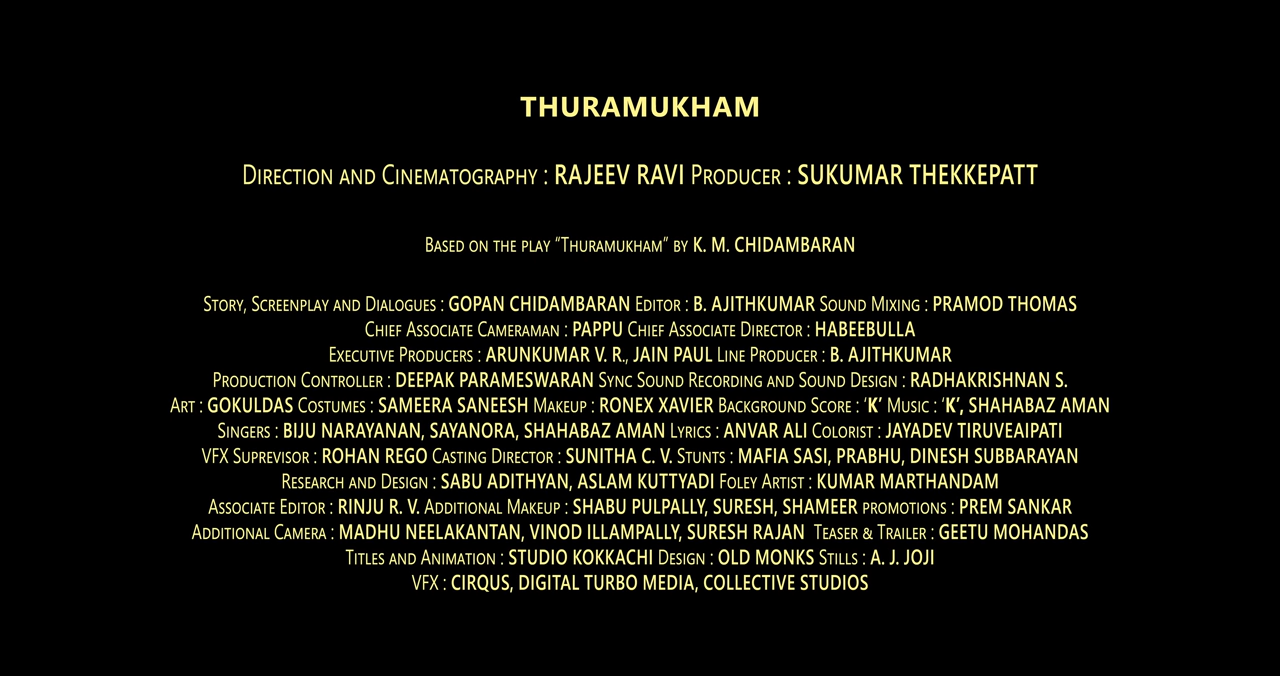 THURAMUKHAM
Direction and Cinematography : RAJEEV RAVI Producer : SUKUMAR THEKKEPATT
Based on the play “Thuramukham” by K. M. CHIDAMBARAN
Story, Screenplay and Dialogues : GOPAN CHIDAMBARAN Editor : B. AJITHKUMAR Sound Mixing : PRAMOD THOMAS
Chief Associate Cameraman : PAPPU Chief Associate Director : HABEEBULLA
Executive Producers : ARUNKUMAR V. R., JAIN PAUL Line Producer : B. AJITHKUMAR
Production Controller : DEEPAK PARAMESWARAN Sync Sound Recording and Sound Design : RADHAKRISHNAN S.
Art : GOKULDAS Costumes : SAMEERA SANEESH Makeup : RONEX XAVIER Background Score : ‘K’ Music : ‘K’, SHAHABAZ AMAN
Singers : BIJU NARAYANAN, SAYANORA, SHAHABAZ AMAN Lyrics : ANVAR ALI Colorist : JAYADEV TIRUVEAIPATI
VFX Suprevisor : ROHAN REGO Casting Director : SUNITHA C. V. Stunts : MAFIA SASI, PRABHU, DINESH SUBBARAYAN
Research and Design : SABU ADITHYAN, ASLAM KUTTYADI Foley Artist : KUMAR MARTHANDAM
Associate Editor : RINJU R. V. Additional Makeup : SHABU PULPALLY, SURESH, SHAMEER promotions : PREM SANKAR
Additional Camera : MADHU NEELAKANTAN, VINOD ILLAMPALLY, SURESH RAJAN Teaser & Trailer : GEETU MOHANDAS
Titles and Animation : STUDIO KOKKACHI Design : OLD MONKS Stills : A. J. JOJI
VFX : CIRQUS, DIGITAL TURBO MEDIA, COLLECTIVE STUDIOS